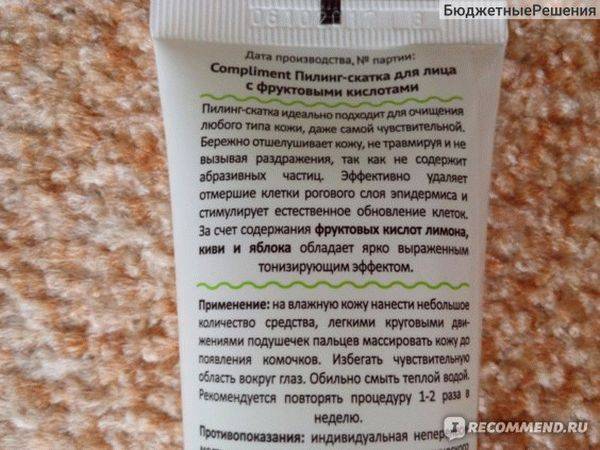 БюджетныеРешения
Дата производства, № партии:
Compliment Пилинг-скатка для лица
с фруктовыми кислотами
Пилинг-скатка идеально подходит для очищения
любого типа кожи, даже самой чувствительной.
Бережно отшелушивает кожу, не травмируя и не
вызывая раздражения, так как не содержит
абразивных частиц. Эффективно удаляет
отмершие клетки рогового слоя эпидермиса и
стимулирует естественное обновление клеток.
За счет содержания фруктовых кислот лимона,
киви и яблока обладает ярко выраженным
тонизирующим эффектом.
Применение: на влажную кожу нанести небольшое
количество средства, легкими круговыми дви-
жениями подушечек пальцев массировать кожу до
появления комочков. Избегать чувствительную
область вокруг глаз. Обильно смыть теплой водой.
Рекомендуется повторять процедуру 1-2 раза в
неделю.
Противопоказания: индивидуальная
IRECOMMEND.RU